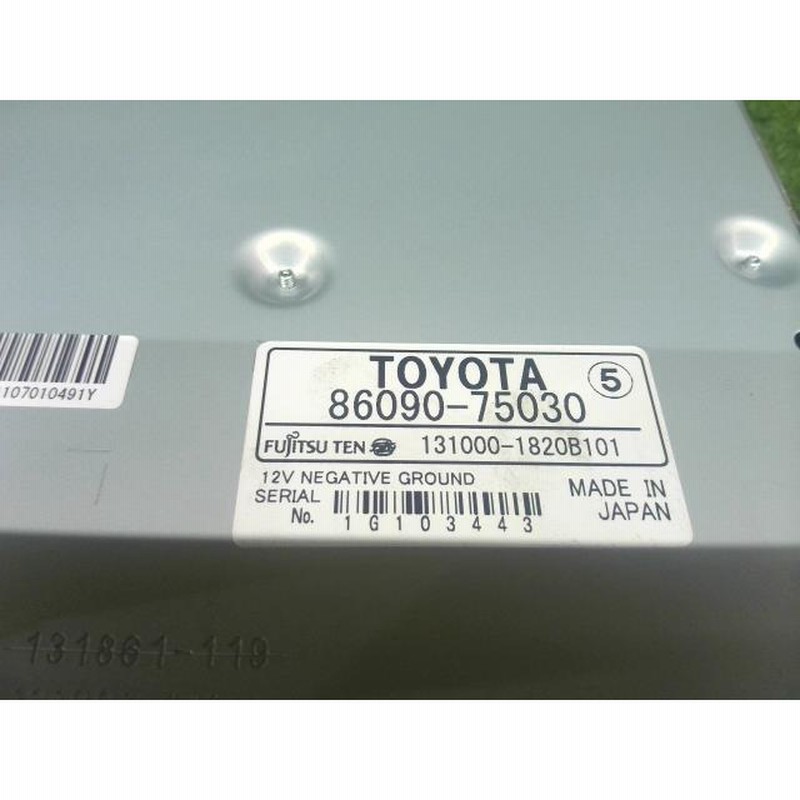 107010491Y
TOYOTA 5
86090-75030
FUJITSU TEN 131000-1820B101
12V NEGATIVE GROUND
SERIAL No. 1G103443
MADE IN JAPAN
131861-119